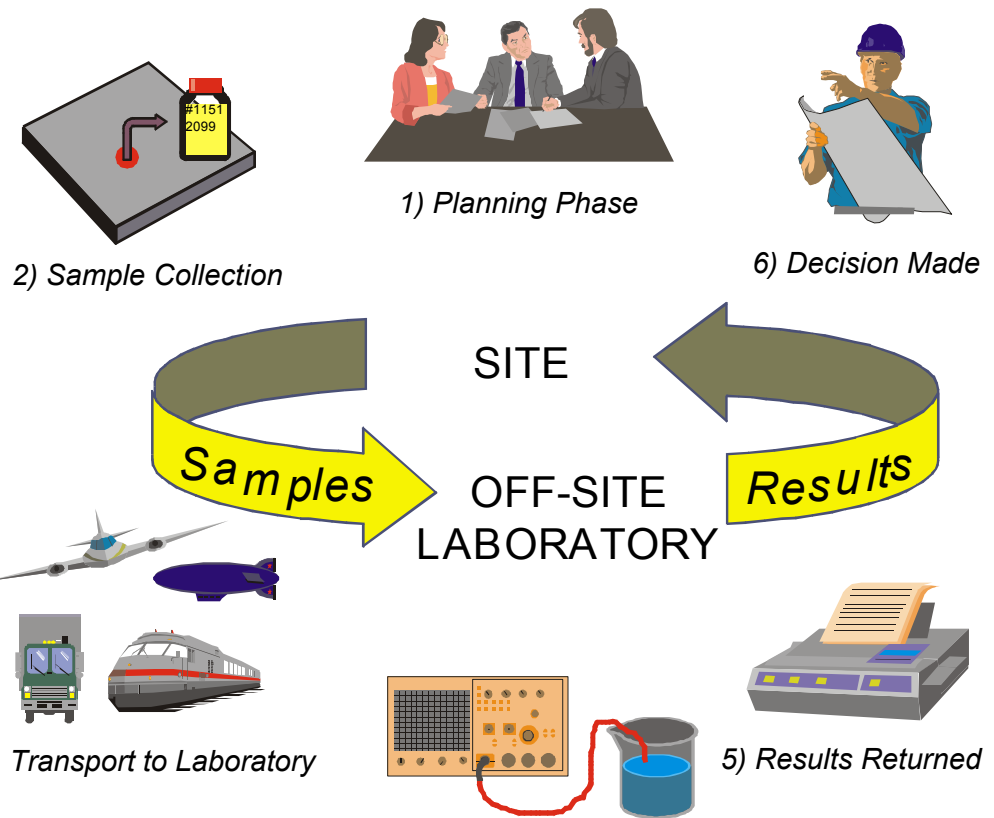 #1151
2099
1) Planning Phase
2) Sample Collection
6) Decision Made
SITE
Samples
OFF-SITE
LABORATORY
Results
Transport to Laboratory
5) Results Returned